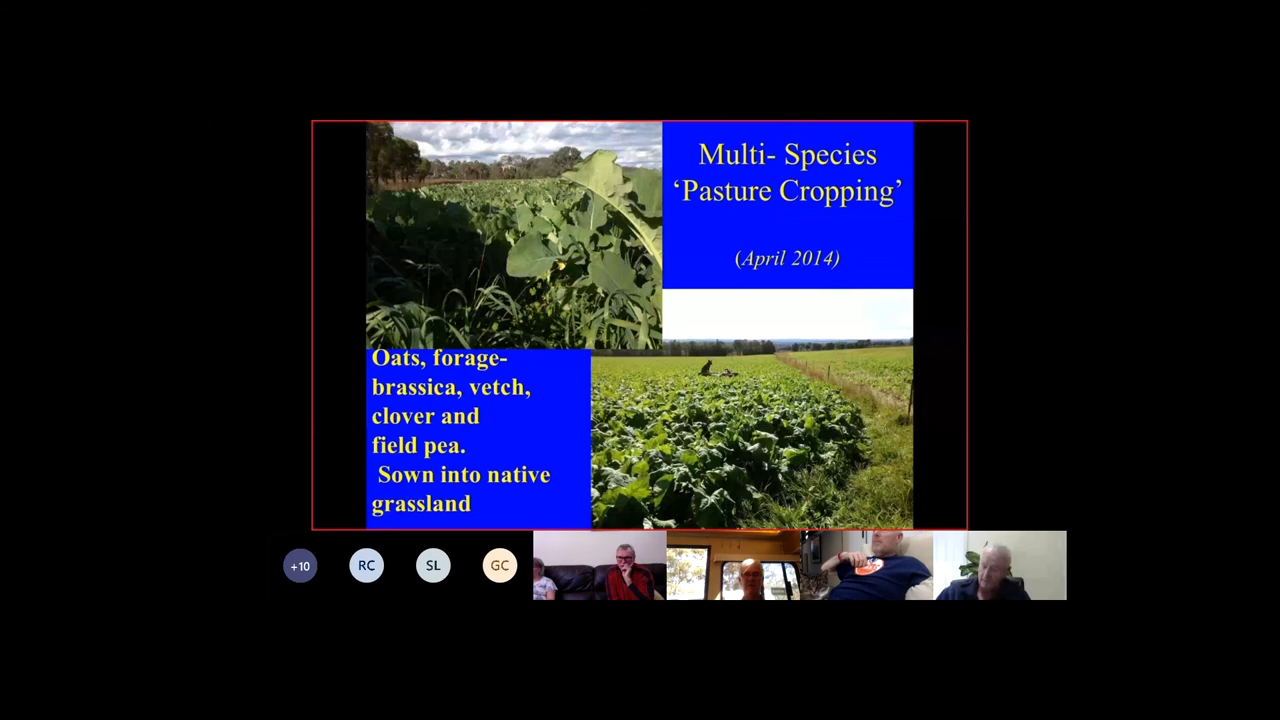 Multi- Species
‘Pasture Cropping’
(April 2014)
Oats, forage-
brassica, vetch,
clover and
field pea.
Sown into native
grassland
+10
RC
SL
GC